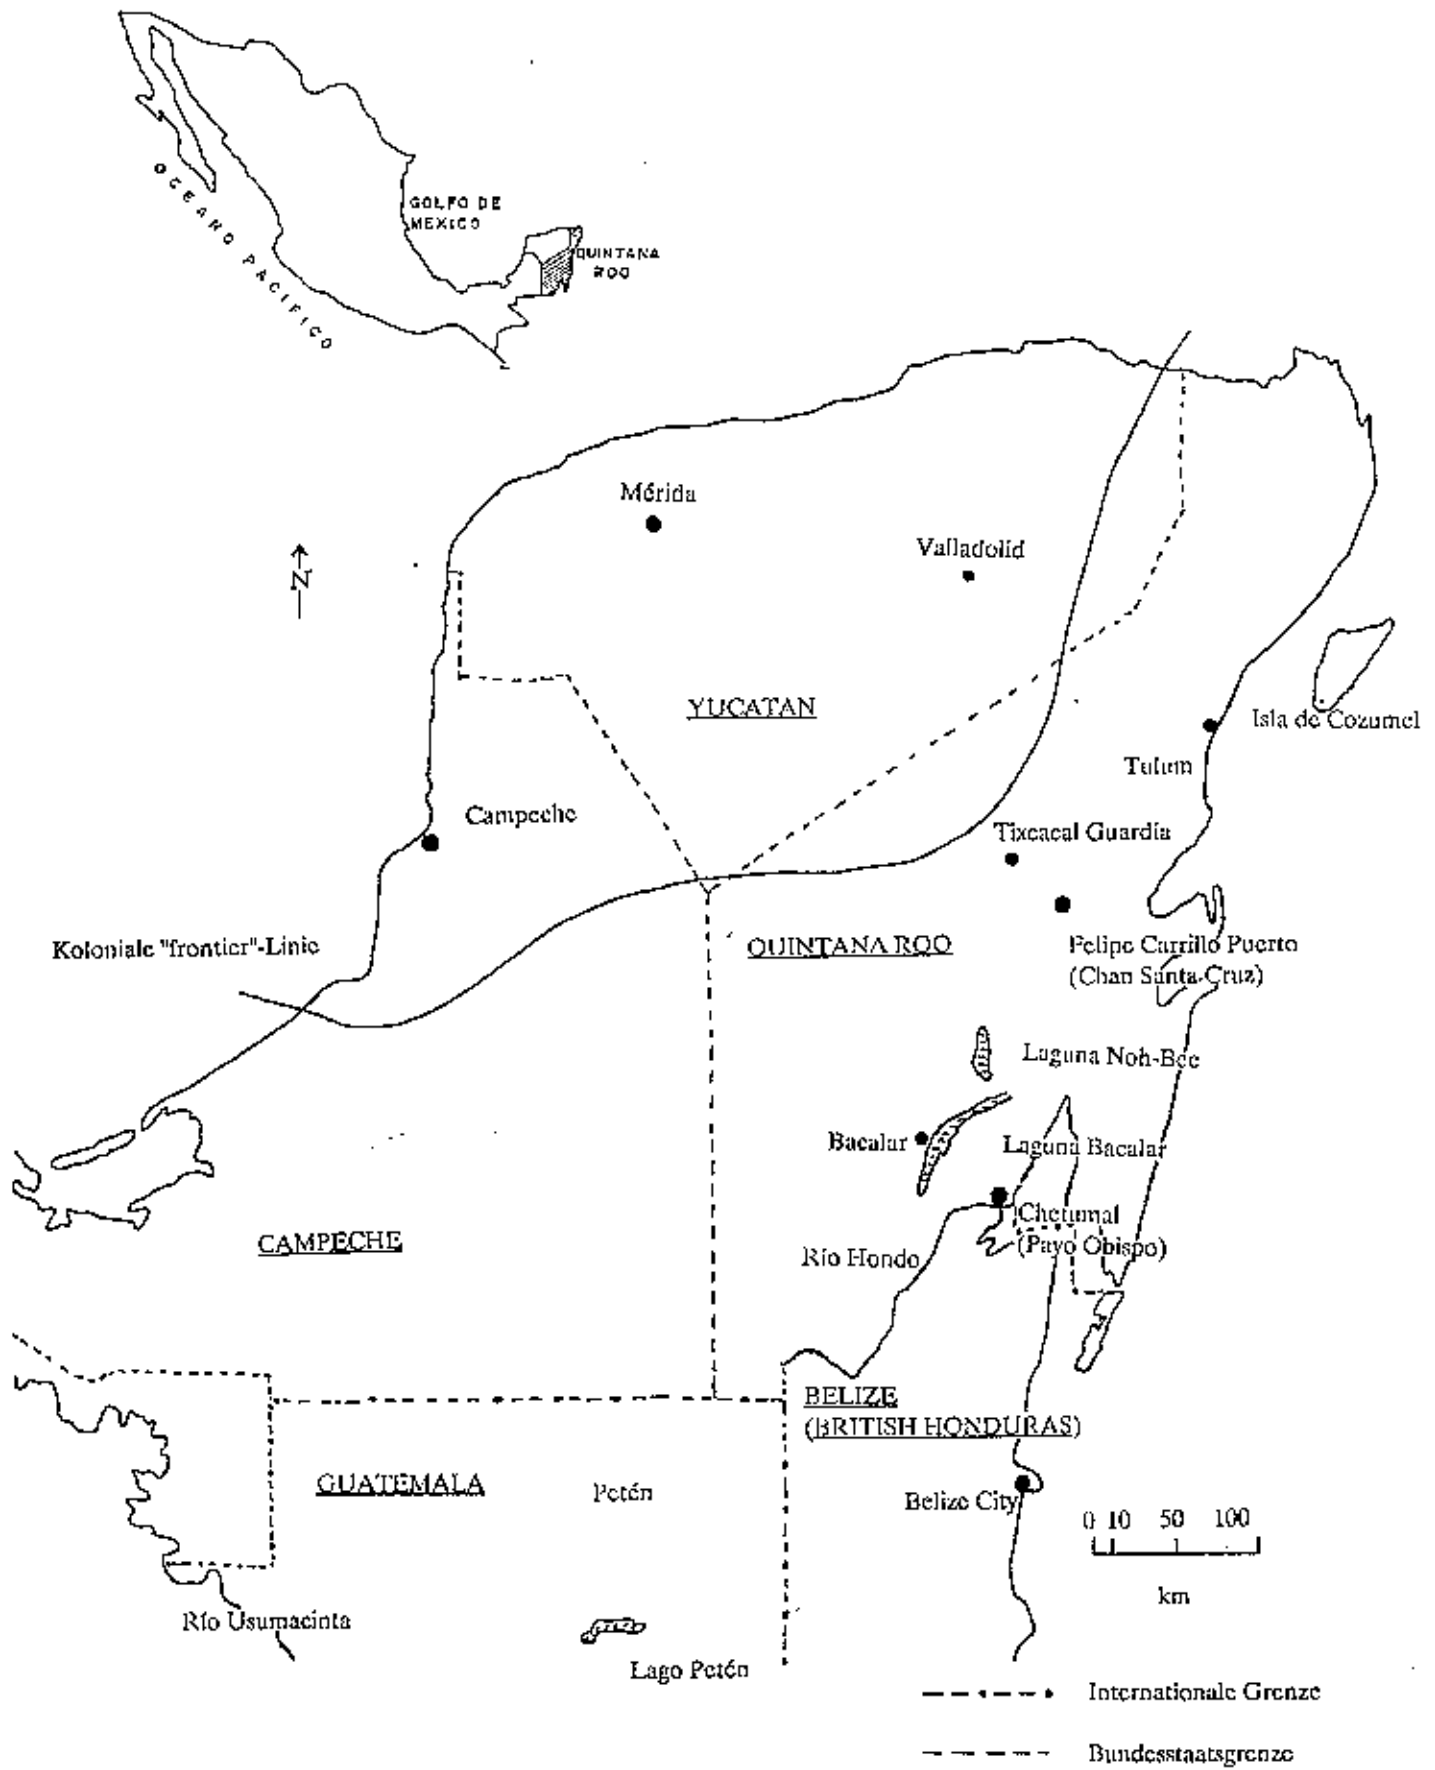 OCEANO PACIFICO
GOLFO DE
MEXICO
QUINTANA
ROO
Mérida
Valladolid
N
YUCATAN
Isla de Cozumel
Tulum
Campeche
Tixcacal Guardia
Koloniale "frontier"-Linie
QUINTANA ROO
Felipe Carrillo Puerto
(Chan Santa Cruz)
Laguna Noh-Bec
Bacalar
Laguna Bacalar
Chetumal
(Payo Obispo)
CAMPECHE
Río Hondo
BELIZE
(BRITISH HONDURAS)
GUATEMALA
Petén
Belize City
0 10 50 100
km
Río Usumacinta
Lago Petén
Internationale Grenze
Bundesstaatsgrenze